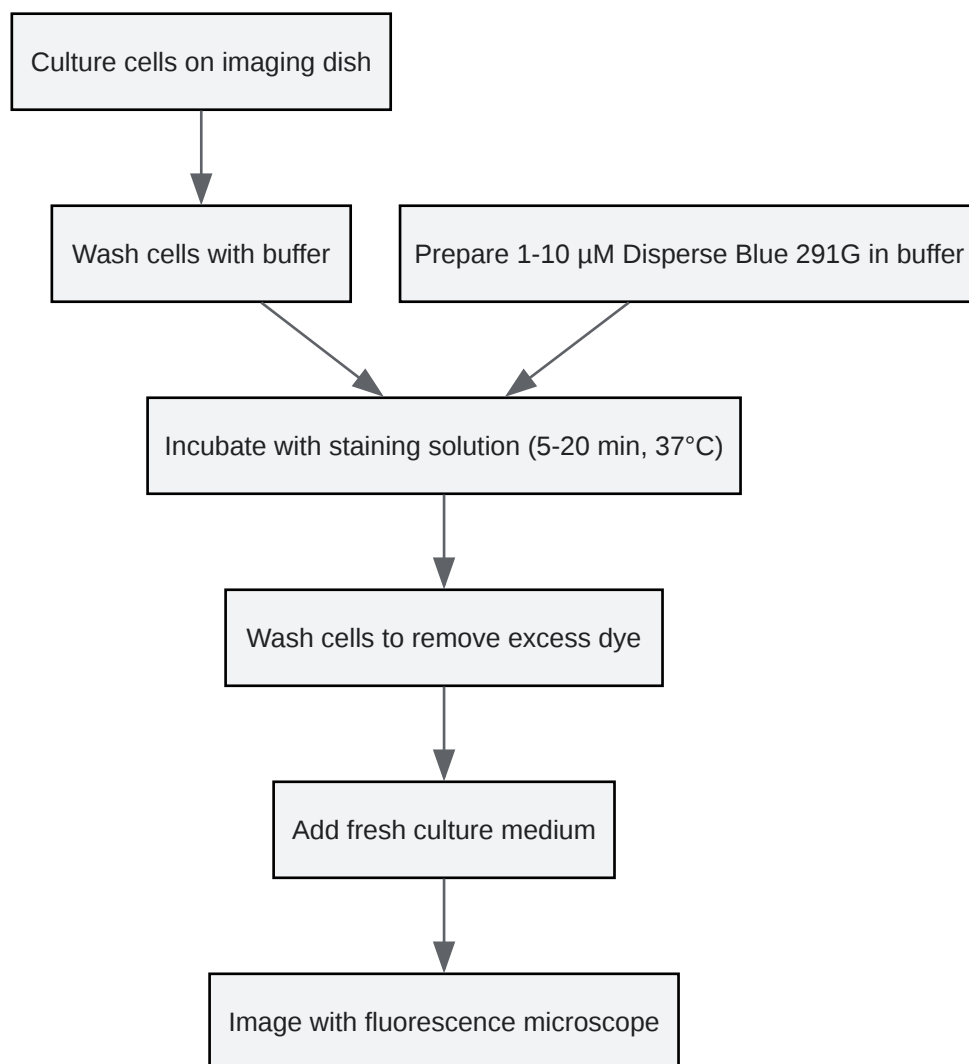 Culture cells on imaging dish
Wash cells with buffer
Prepare 1-10 µM Disperse Blue 291G in buffer
Incubate with staining solution (5-20 min, 37°C)
Wash cells to remove excess dye
Add fresh culture medium
Image with fluorescence microscope